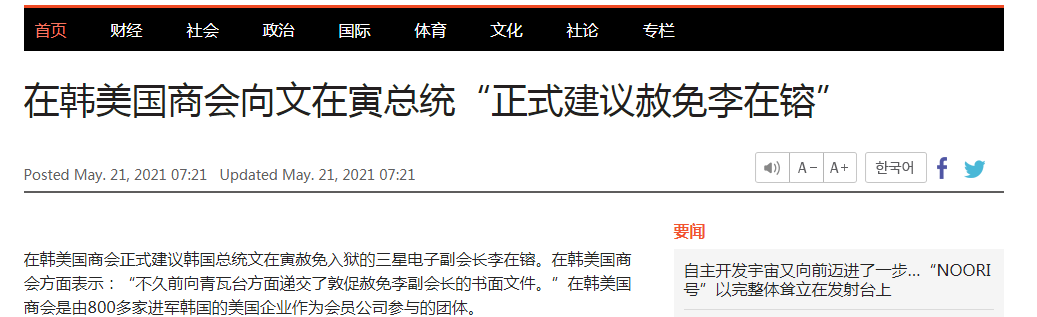 首页 财经 社会 政治 国际 体育 文化 社论 专栏
在韩美国商会向文在寅总统“正式建议赦免李在镕”
Posted May. 21, 2021 07:21 Updated May. 21, 2021 07:21
A- A+ 한국어
要闻
在韩美国商会正式建议韩国总统文在寅赦免入狱的三星电子副会长李在镕。在韩美国商
会方面表示：“不久前向青瓦台方面递交了敦促赦免李副会长的书面文件。”在韩美国
商会是由800多家进军韩国的美国企业作为会员公司参与的团体。
自主开发宇宙又向前迈进了一步…“NOORI
号”以完整体耸立在发射台上